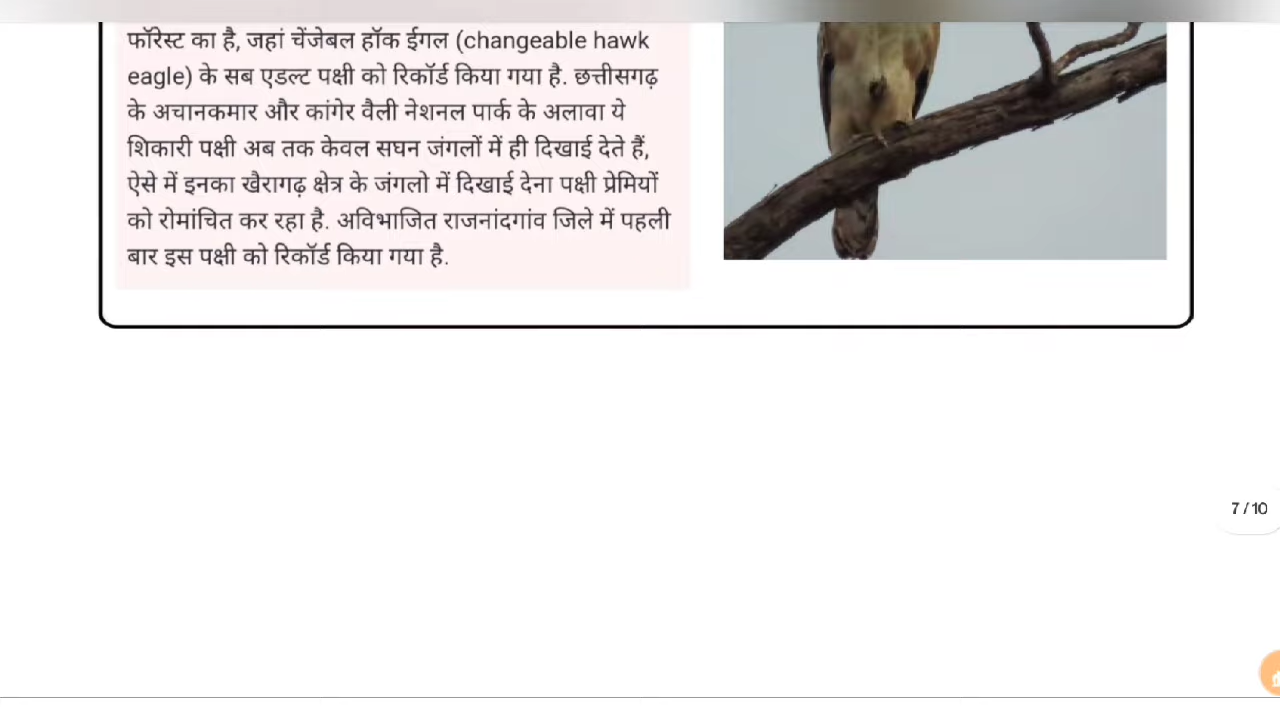 फॉरेस्ट का है, जहां चेंजेबल हॉक ईगल (changeable hawk
eagle) के सब एडल्ट पक्षी को रिकॉर्ड किया गया है. छत्तीसगढ़
के अचानकमार और कांगेर वैली नेशनल पार्क के अलावा ये
शिकारी पक्षी अब तक केवल सघन जंगलों में ही दिखाई देते हैं,
ऐसे में इनका खैरागढ़ क्षेत्र के जंगलो में दिखाई देना पक्षी प्रेमियों
को रोमांचित कर रहा है. अविभाजित राजनांदगांव जिले में पहली
बार इस पक्षी को रिकॉर्ड किया गया है.
7 / 10